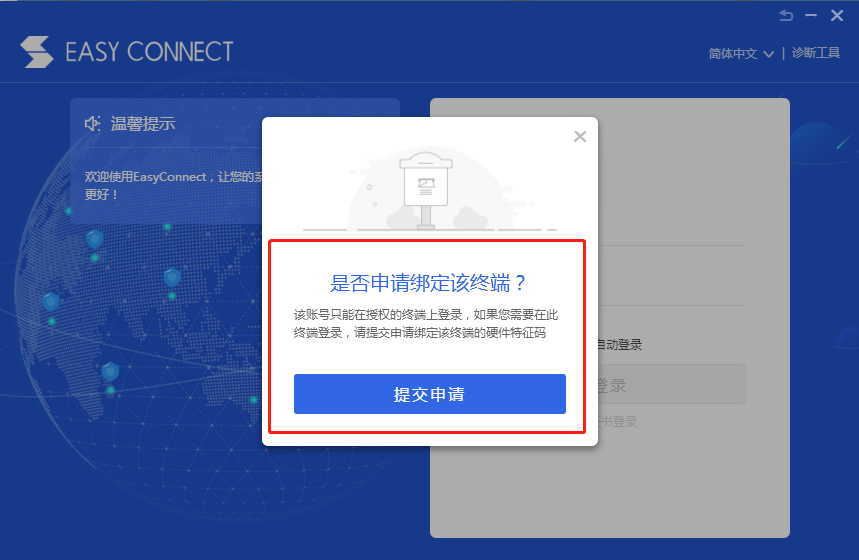 EASY CONNECT
简体中文 | 诊断工具
温馨提示
欢迎使用EasyConnect，让您的
更好！
是否申请绑定该终端？
该账号只能在授权的终端上登录，如果您需要在此
终端登录，请提交申请绑定该终端的硬件特征码
提交申请
自动登录
登录
书登录